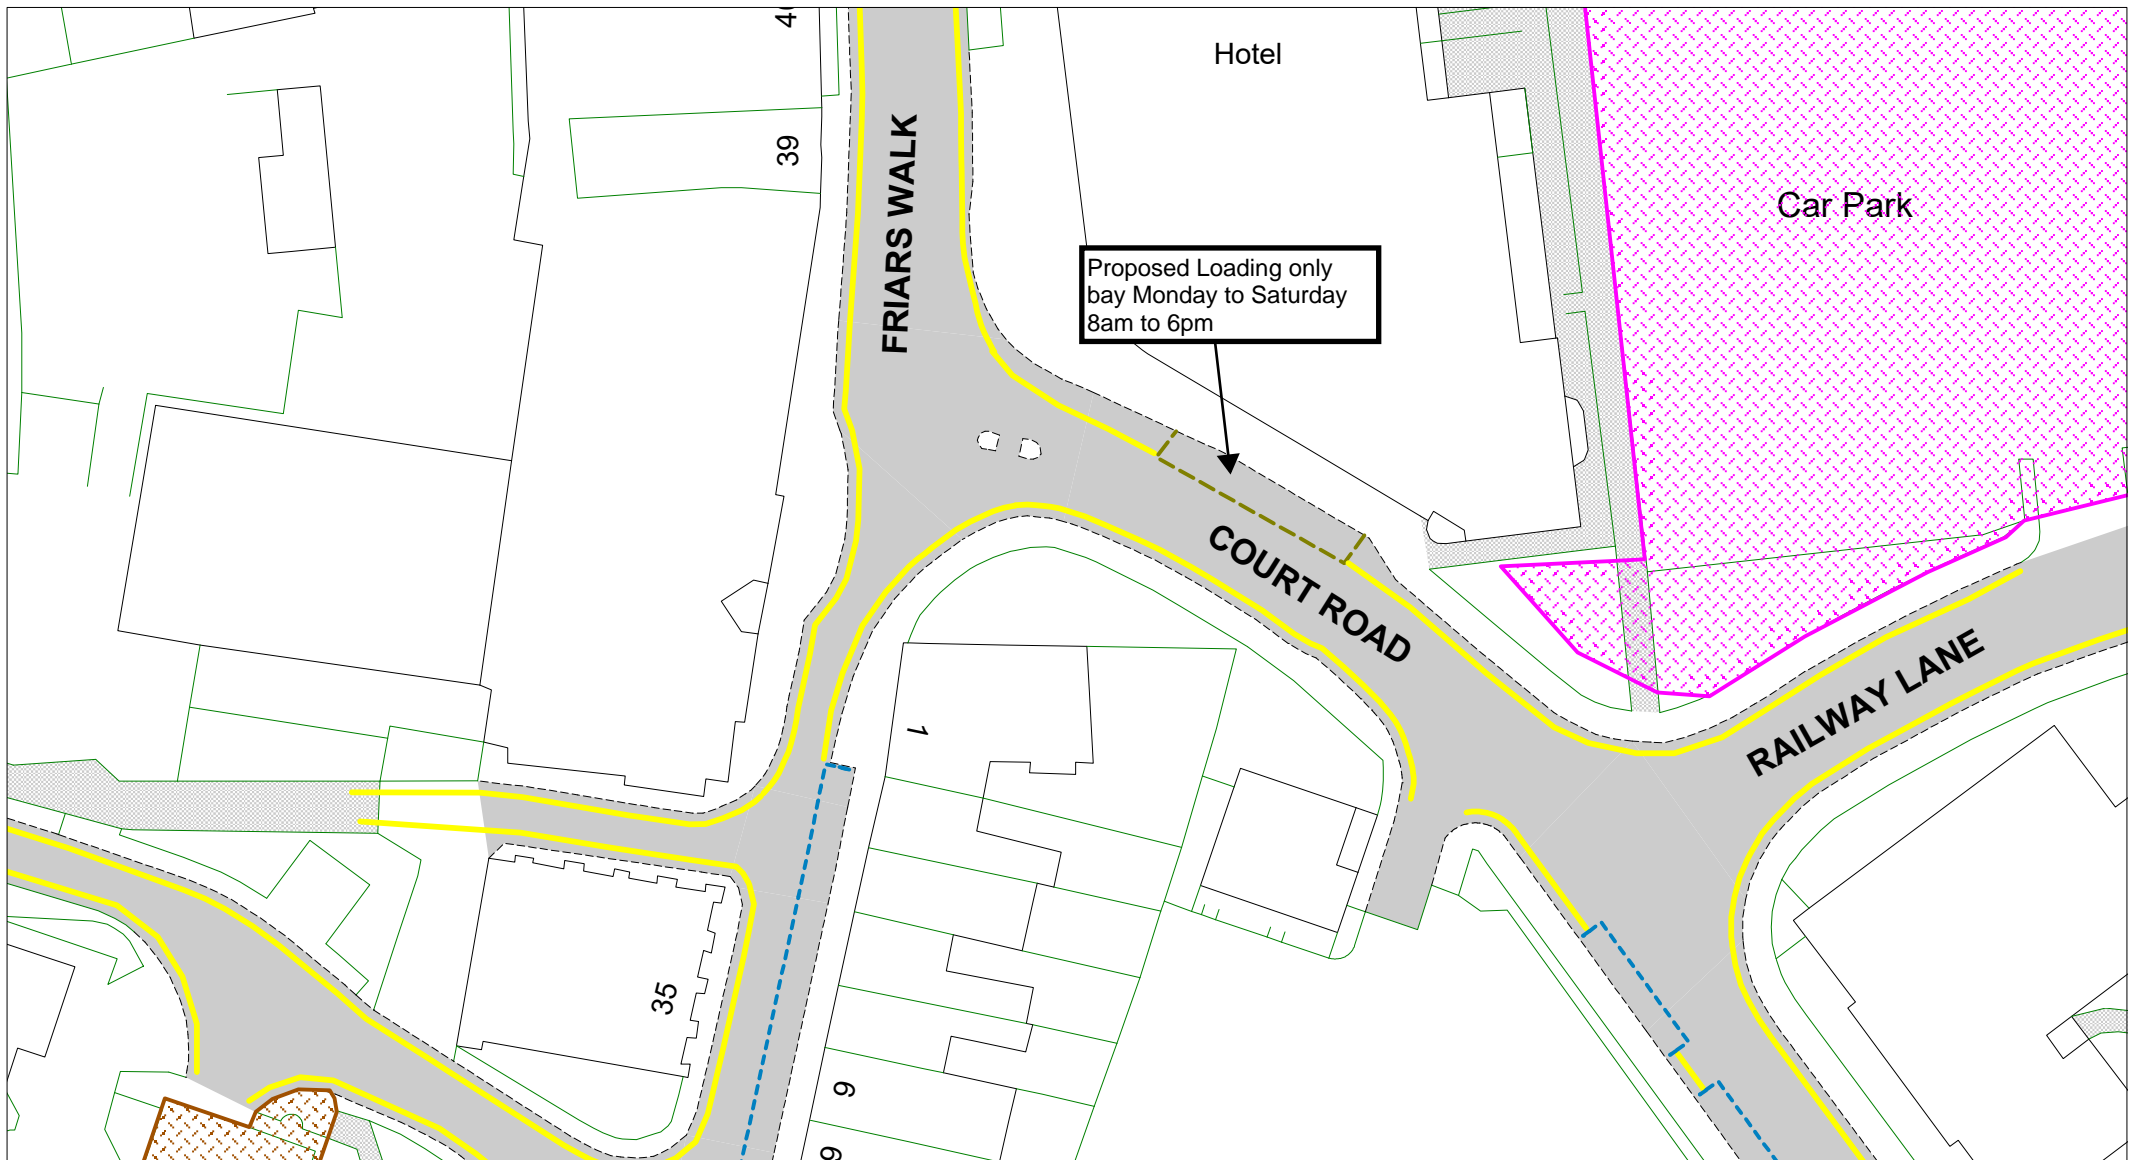 Hotel
39
FRIARS WALK
Car Park
Proposed Loading only
bay Monday to Saturday
8am to 6pm
COURT ROAD
RAILWAY LANE
1
35